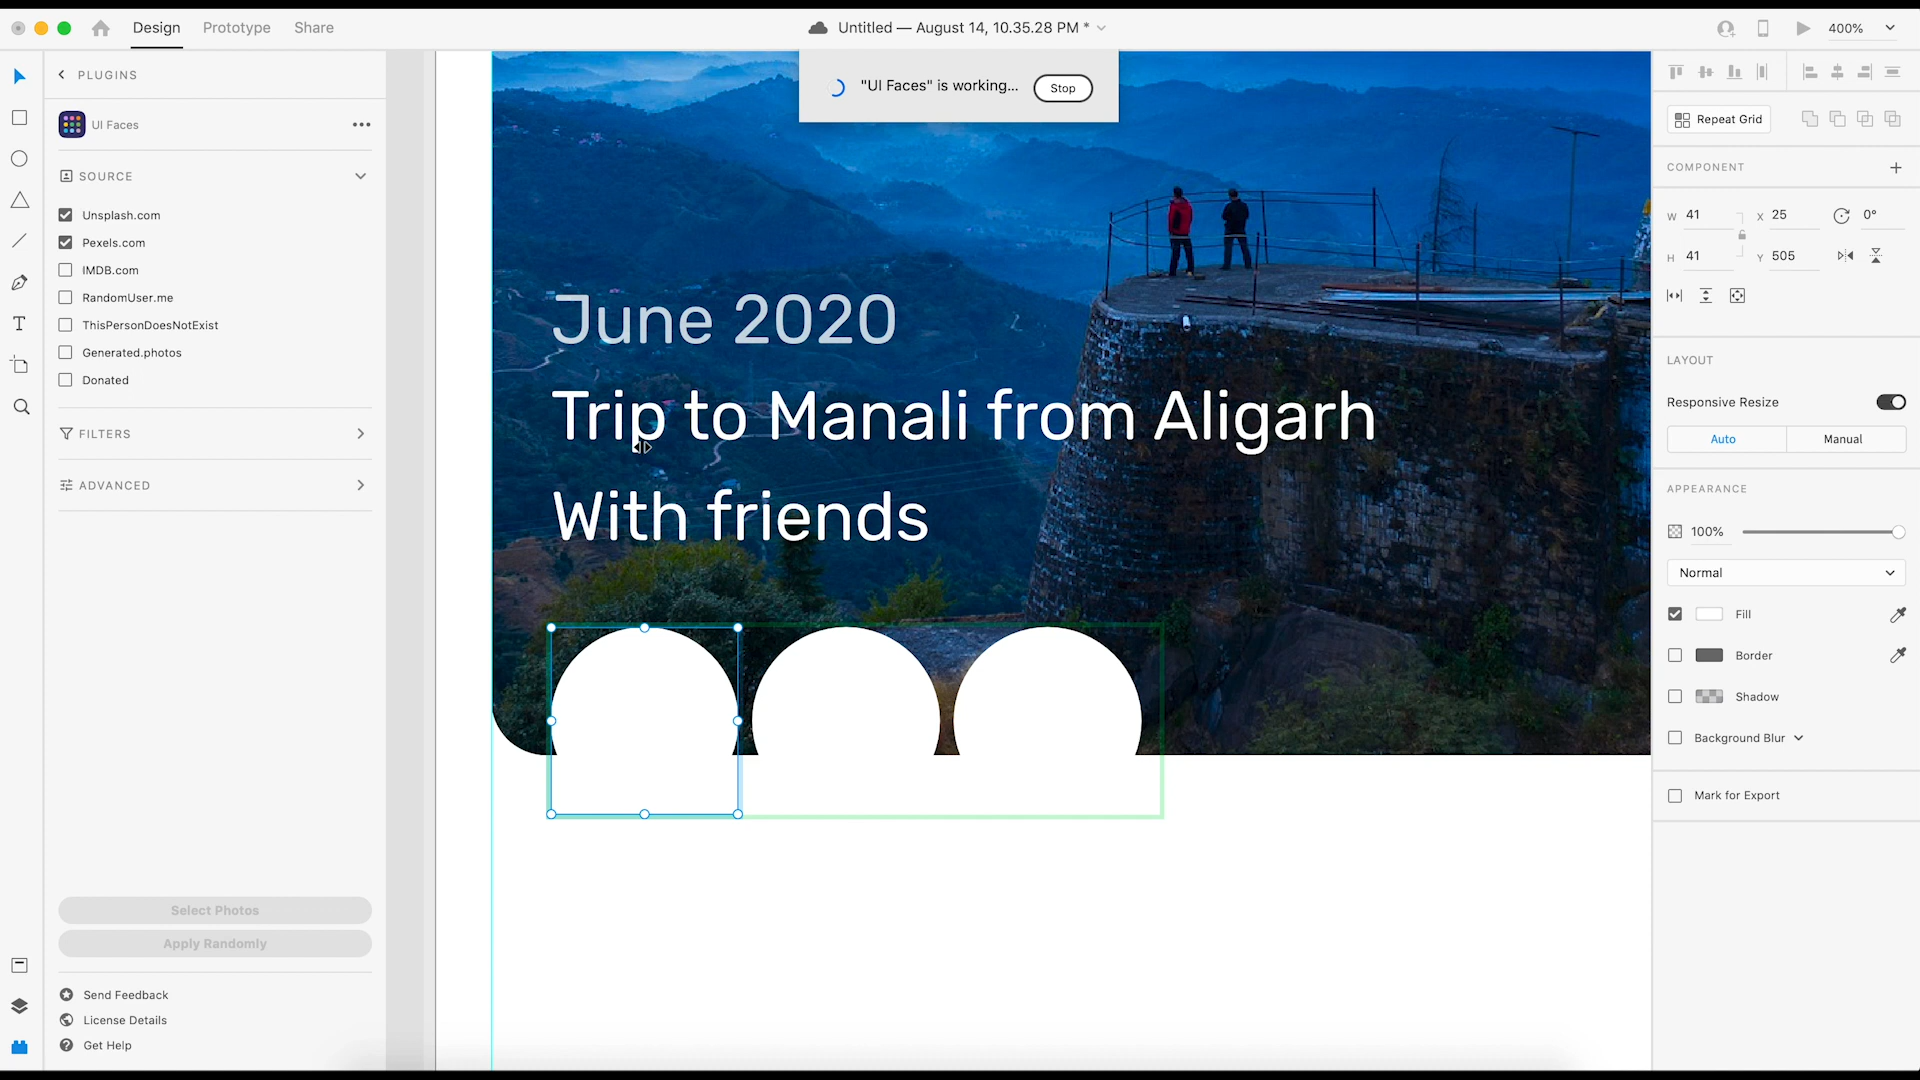 Design Prototype Share
Untitled — August 14, 10.35.28 PM *
400%
PLUGINS
UI Faces
SOURCE
Unsplash.com
Pexels.com
IMDB.com
RandomUser.me
ThisPersonDoesNotExist
Generated.photos
Donated
FILTERS
ADVANCED
Select Photos
Apply Randomly
Send Feedback
License Details
Get Help
"UI Faces" is working...
Stop
June 2020
Trip to Manali from Aligarh
With friends
Repeat Grid
COMPONENT
W 41 X 25 0°
H 41 Y 505
LAYOUT
Responsive Resize
Auto Manual
APPEARANCE
100%
Normal
Fill
Border
Shadow
Background Blur
Mark for Export